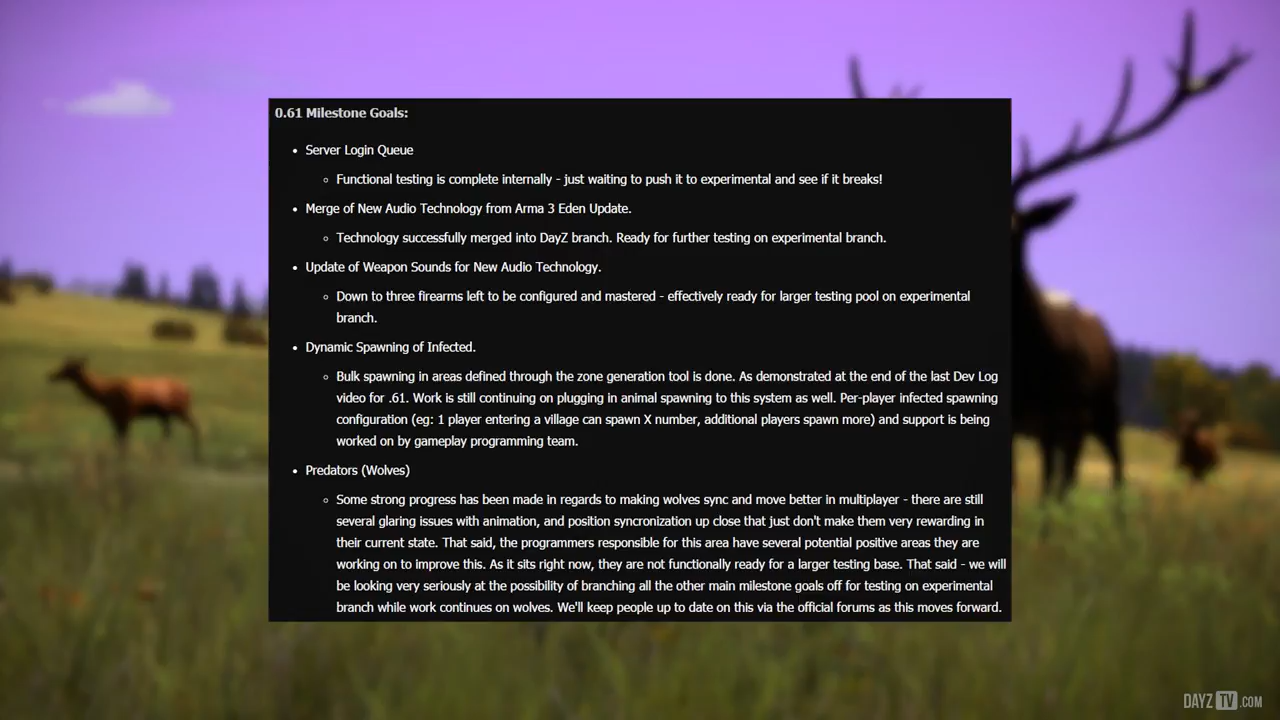 0.61 Milestone Goals:
• Server Login Queue
◦ Functional testing is complete internally - just waiting to push it to experimental and see if it breaks!
• Merge of New Audio Technology from Arma 3 Eden Update.
◦ Technology successfully merged into DayZ branch. Ready for further testing on experimental branch.
• Update of Weapon Sounds for New Audio Technology.
◦ Down to three firearms left to be configured and mastered - effectively ready for larger testing pool on experimental
branch.
• Dynamic Spawning of Infected.
◦ Bulk spawning in areas defined through the zone generation tool is done. As demonstrated at the end of the last Dev Log
video for .61. Work is still continuing on plugging in animal spawning to this system as well. Per-player infected spawning
configuration (eg: 1 player entering a village can spawn X number, additional players spawn more) and support is being
worked on by gameplay programming team.
• Predators (Wolves)
◦ Some strong progress has been made in regards to making wolves sync and move better in multiplayer - there are still
several glaring issues with animation, and position syncronization up close that just don't make them very rewarding in
their current state. That said, the programmers responsible for this area have several potential positive areas they are
working on to improve this. As it sits right now, they are not functionally ready for a larger testing base. That said - we will
be looking very seriously at the possibility of branching all the other main milestone goals off for testing on experimental
branch while work continues on wolves. We'll keep people up to date on this via the official forums as this moves forward.
DAYZ TV .COM